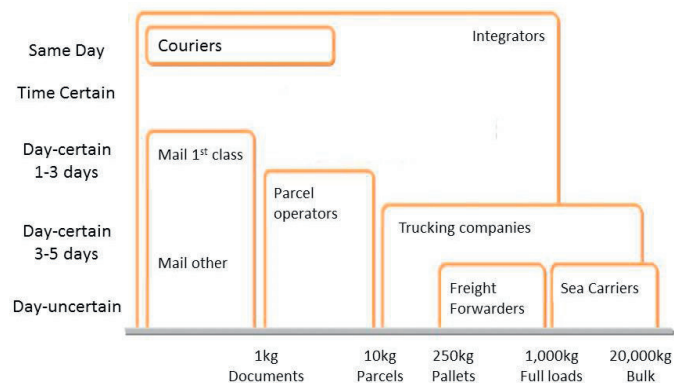 Same Day
Couriers
Integrators
Time Certain
Day-certain
1-3 days
Mail 1st class
Parcel
operators
Trucking companies
Day-certain
3-5 days
Mail other
Day-uncertain
Freight
Forwarders
Sea Carriers
1kg
Documents
10kg
Parcels
250kg
Pallets
1,000kg
Full loads
20,000kg
Bulk